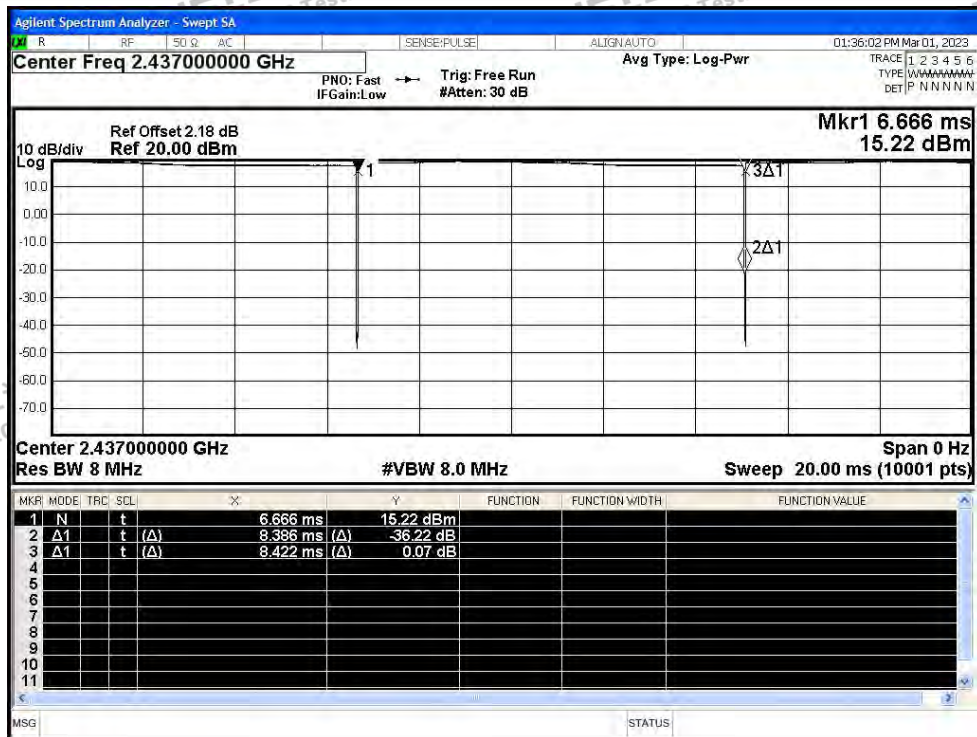 Agilent Spectrum Analyzer - Swept SA
LXI R RF 50 Ω AC SENSE:PULSE ALIGNAUTO 01:36:02 PM Mar 01, 2023
Center Freq 2.437000000 GHz
PNO: Fast Trig: Free Run Avg Type: Log-Pwr TRACE 1 2 3 4 5 6
IFGain:Low #Atten: 30 dB TYPE WWWWWW
DET P N N N N N
Mkr1 6.666 ms
Ref Offset 2.18 dB
10 dB/div Ref 20.00 dBm 15.22 dBm
Log
1
3Δ1
10.0
0.00
-10.0
2Δ1
-20.0
-30.0
-40.0
-50.0
-60.0
-70.0
Center 2.437000000 GHz Span 0 Hz
Res BW 8 MHz #VBW 8.0 MHz Sweep 20.00 ms (10001 pts)
MKR MODE TRC SCL X Y FUNCTION FUNCTION WIDTH FUNCTION VALUE
1 N t 6.666 ms 15.22 dBm
2 Δ1 t (Δ) 8.386 ms (Δ) -36.22 dB
3 Δ1 t (Δ) 8.422 ms (Δ) 0.07 dB
4
5
6
7
8
9
10
11
MSG STATUS